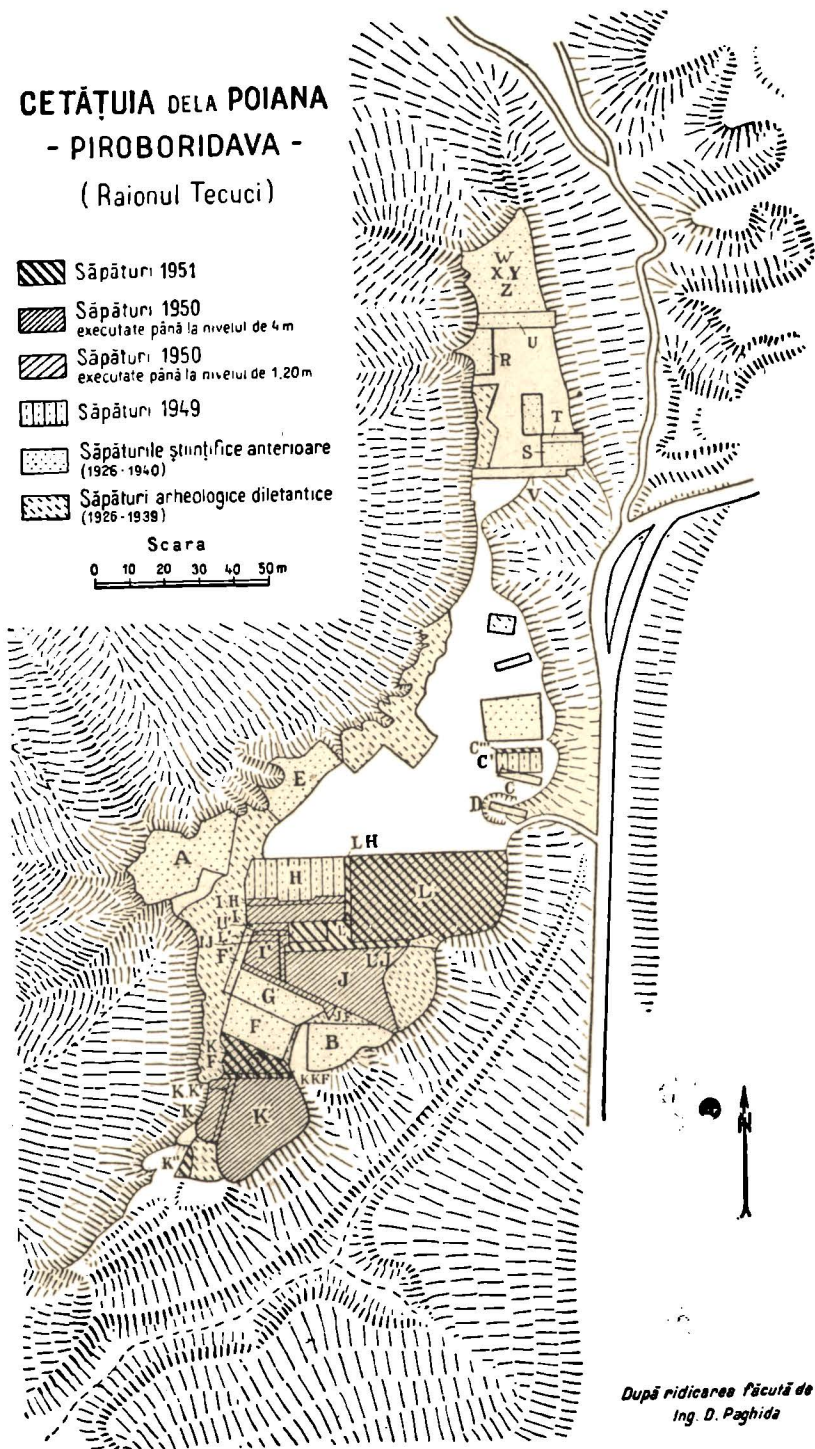 CETĂȚUIA DELA POIANA
- PIROBORIDAVA -
(Raionul Tecuci)
Săpături 1951
Săpături 1950
executate până la nivelul de 4 m
Săpături 1950
executate până la nivelul de 1,20 m
Săpături 1949
Săpăturile științifice anterioare
(1926-1940)
Săpături arheologice diletantice
(1926-1939)
Scara
0 10 20 30 40 50 m
W
X Y
Z
U
R
T
S
V
C'''
C'
C
D
E
A
L H
H
L
I H
I
L
I J
F
I'
L J
J
G
J F
F
B
K
F
K K F
K K'
K
K
K''
N
După ridicarea făcută de
Ing. D. Paghida